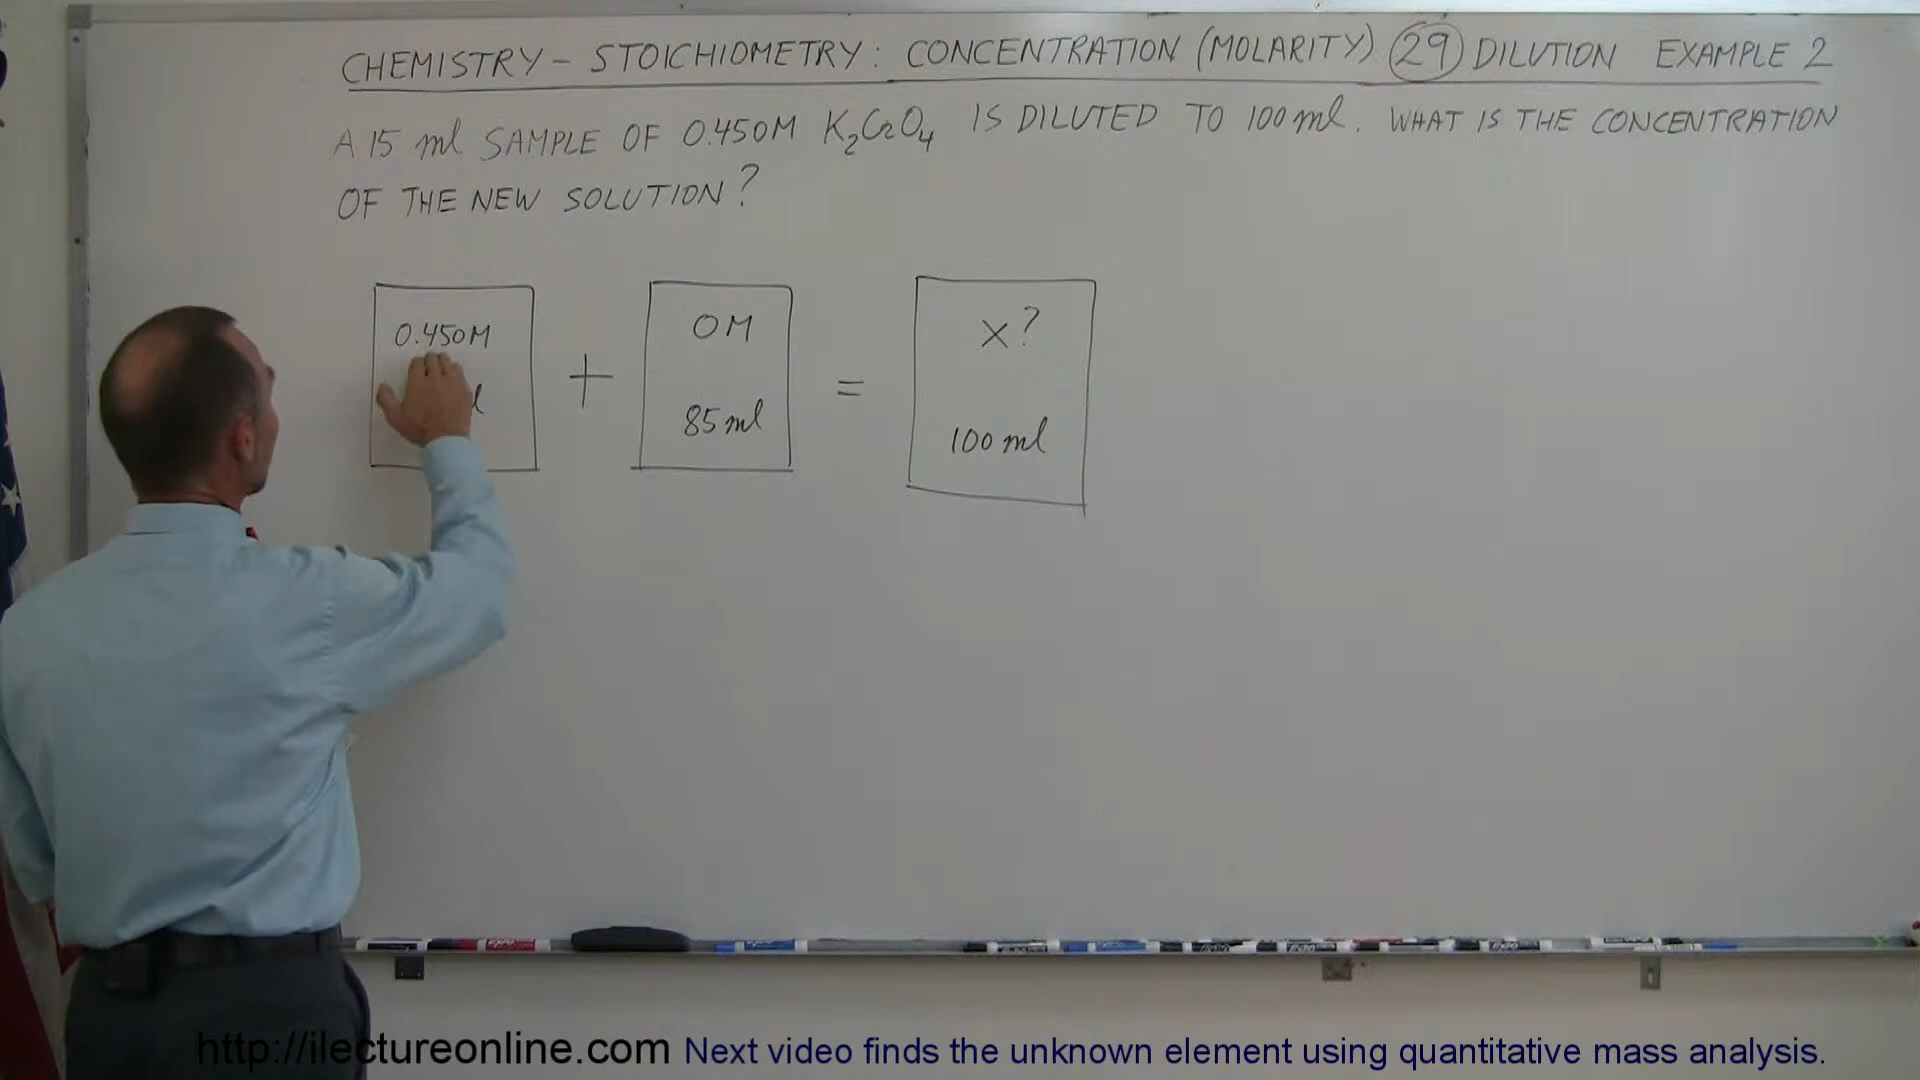 CHEMISTRY - STOICHIOMETRY: CONCENTRATION (MOLARITY) 29 DILUTION EXAMPLE 2
A 15 ml SAMPLE OF 0.450M K₂CrO₄ IS DILUTED TO 100 ml. WHAT IS THE CONCENTRATION
OF THE NEW SOLUTION?
0.450M
+
0M
85 ml
=
X?
100 ml
http://ilectureonline.com Next video finds the unknown element using quantitative mass analysis.